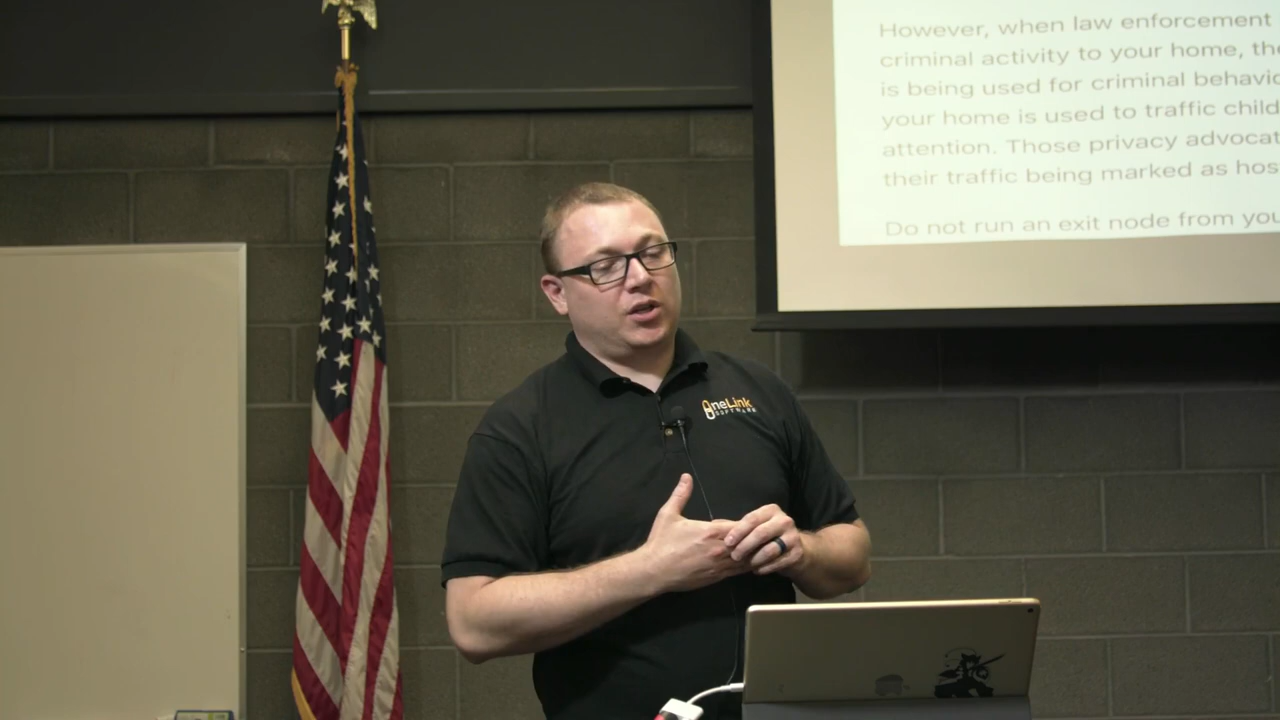 However, when law enforcement
criminal activity to your home, the
is being used for criminal behavio
your home is used to traffic child
attention. Those privacy advocat
their traffic being marked as hos
Do not run an exit node from you
OneLink
SOFTWARE